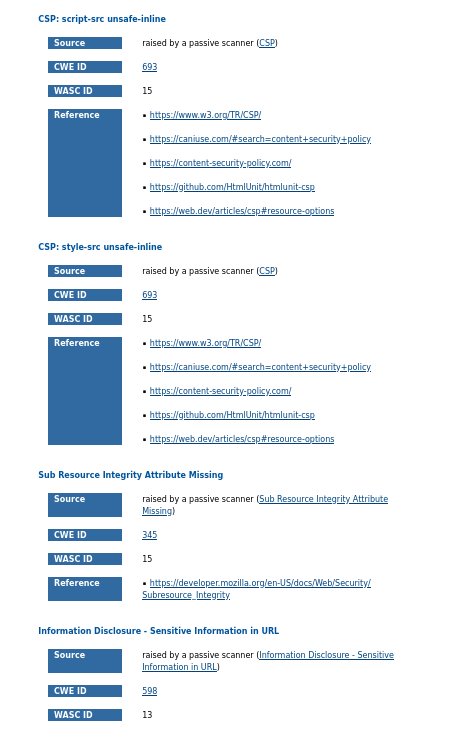 CSP: script-src unsafe-inline
Source raised by a passive scanner (CSP)
CWE ID 693
WASC ID 15
Reference ▪ https://www.w3.org/TR/CSP/
▪ https://caniuse.com/#search=content+security+policy
▪ https://content-security-policy.com/
▪ https://github.com/HtmlUnit/htmlunit-csp
▪ https://web.dev/articles/csp#resource-options
CSP: style-src unsafe-inline
Source raised by a passive scanner (CSP)
CWE ID 693
WASC ID 15
Reference ▪ https://www.w3.org/TR/CSP/
▪ https://caniuse.com/#search=content+security+policy
▪ https://content-security-policy.com/
▪ https://github.com/HtmlUnit/htmlunit-csp
▪ https://web.dev/articles/csp#resource-options
Sub Resource Integrity Attribute Missing
Source raised by a passive scanner (Sub Resource Integrity Attribute
Missing)
CWE ID 345
WASC ID 15
Reference ▪ https://developer.mozilla.org/en-US/docs/Web/Security/
Subresource_Integrity
Information Disclosure - Sensitive Information in URL
Source raised by a passive scanner (Information Disclosure - Sensitive
Information in URL)
CWE ID 598
WASC ID 13